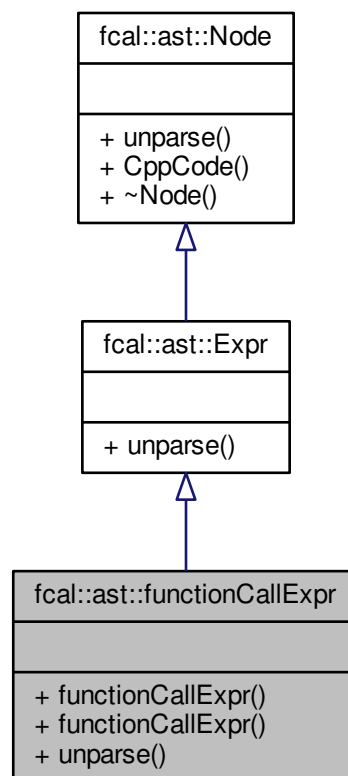 fcal::ast::Node
+ unparse()
+ CppCode()
+ ~Node()
fcal::ast::Expr
+ unparse()
fcal::ast::functionCallExpr
+ functionCallExpr()
+ functionCallExpr()
+ unparse()